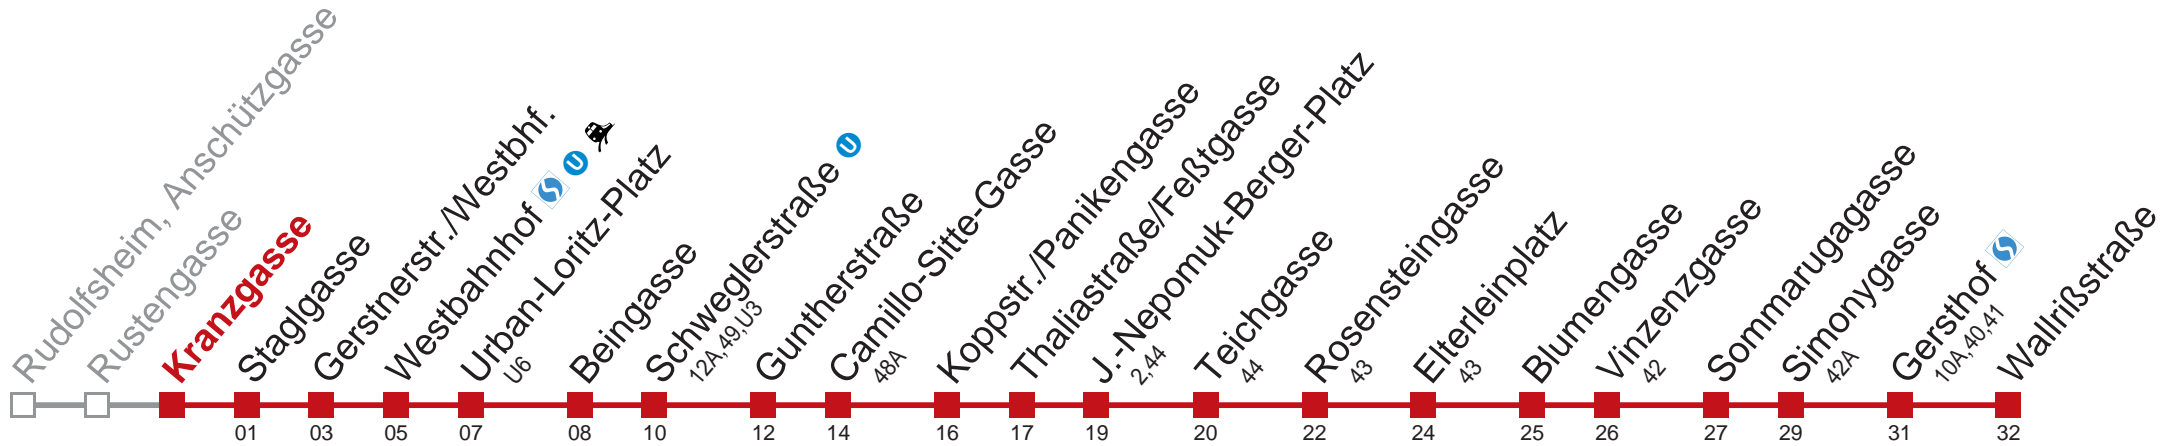 Rudolfsheim, Anschützgasse
Rustengasse
Kranzgasse
Staglgasse
01
Gerstnerstr./Westbhf.
03
Westbahnhof S U
05
Urban-Loritz-Platz
U6
07
Beingasse
08
Schweglerstraße U
12A,49,U3
10
Guntherstraße
12
Camillo-Sitte-Gasse
48A
14
Koppstr./Panikengasse
16
Thaliastraße/Feßtgasse
17
J.-Nepomuk-Berger-Platz
2,44
19
Teichgasse
44
20
Rosensteingasse
43
22
Elterleinplatz
43
24
Blumengasse
25
Vinzenzgasse
42
26
Sommarugagasse
27
Simonygasse
42A
29
Gersthof S
10A,40,41
31
Wallrißstraße
32